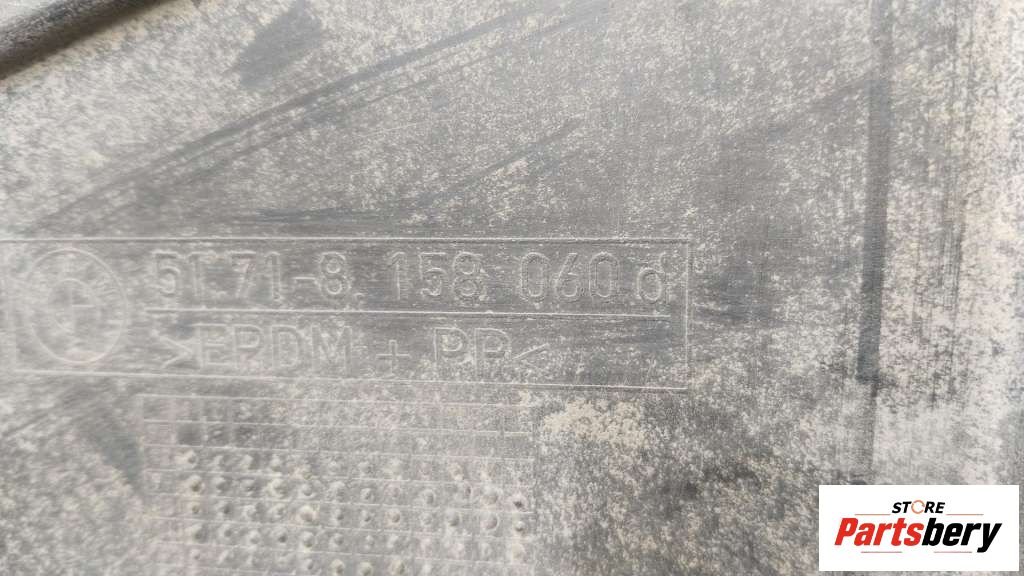 51.71-8 158 060 d
>EPDM + PP<
STORE
Partsbery